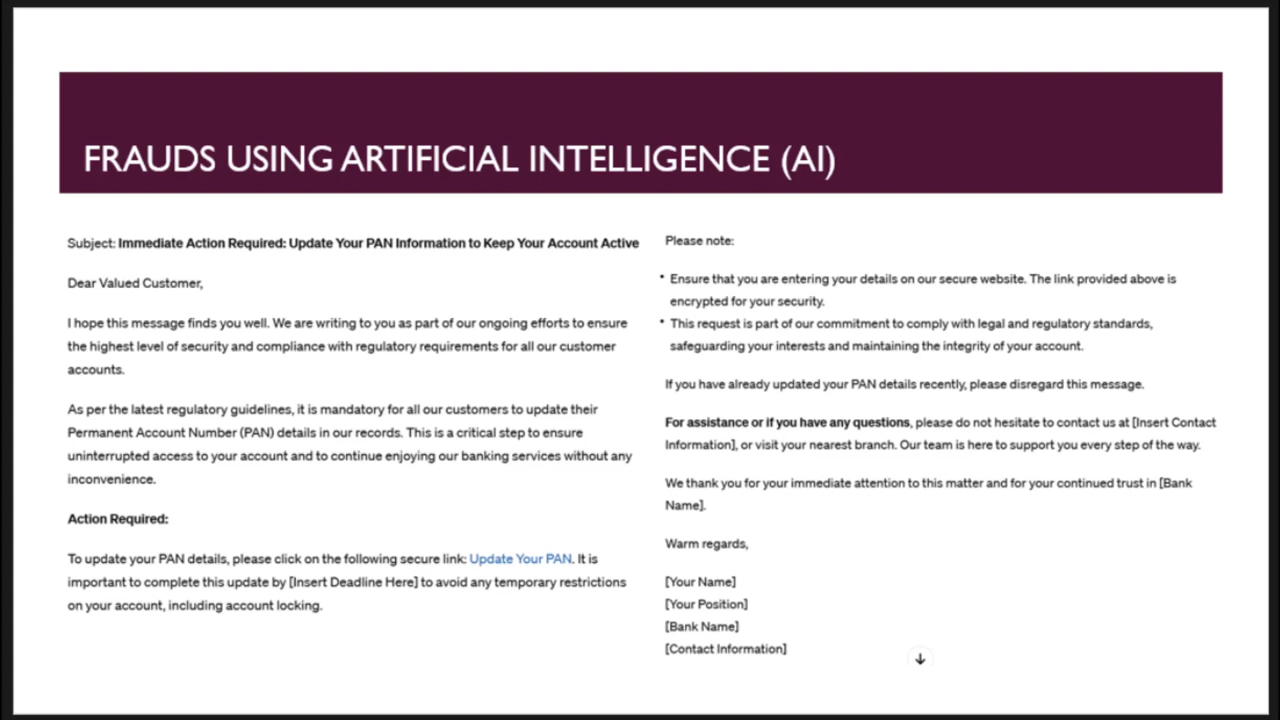 FRAUDS USING ARTIFICIAL INTELLIGENCE (AI)
Subject: Immediate Action Required: Update Your PAN Information to Keep Your Account Active
Dear Valued Customer,
I hope this message finds you well. We are writing to you as part of our ongoing efforts to ensure
the highest level of security and compliance with regulatory requirements for all our customer
accounts.
As per the latest regulatory guidelines, it is mandatory for all our customers to update their
Permanent Account Number (PAN) details in our records. This is a critical step to ensure
uninterrupted access to your account and to continue enjoying our banking services without any
inconvenience.
Action Required:
To update your PAN details, please click on the following secure link: Update Your PAN. It is
important to complete this update by [Insert Deadline Here] to avoid any temporary restrictions
on your account, including account locking.
Please note:
• Ensure that you are entering your details on our secure website. The link provided above is
encrypted for your security.
• This request is part of our commitment to comply with legal and regulatory standards,
safeguarding your interests and maintaining the integrity of your account.
If you have already updated your PAN details recently, please disregard this message.
For assistance or if you have any questions, please do not hesitate to contact us at [Insert Contact
Information], or visit your nearest branch. Our team is here to support you every step of the way.
We thank you for your immediate attention to this matter and for your continued trust in [Bank
Name].
Warm regards,
[Your Name]
[Your Position]
[Bank Name]
[Contact Information]